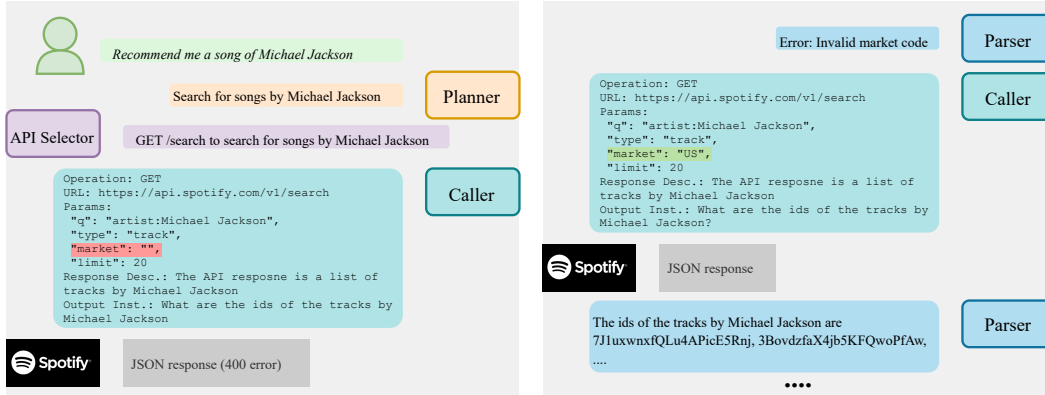 Recommend me a song of Michael Jackson
Search for songs by Michael Jackson
Planner
API Selector
GET /search to search for songs by Michael Jackson
Operation: GET
URL: https://api.spotify.com/v1/search
Params:
"q": "artist:Michael Jackson",
"type": "track",
"market": "",
"limit": 20
Response Desc.: The API resposne is a list of
tracks by Michael Jackson
Output Inst.: What are the ids of the tracks by
Michael Jackson
Caller
Spotify
JSON response (400 error)
Error: Invalid market code
Parser
Operation: GET
URL: https://api.spotify.com/v1/search
Params:
"q": "artist:Michael Jackson",
"type": "track",
"market": "US",
"limit": 20
Response Desc.: The API resposne is a list of
tracks by Michael Jackson
Output Inst.: What are the ids of the tracks by
Michael Jackson?
Caller
Spotify
JSON response
The ids of the tracks by Michael Jackson are
7J1uxwnxfQLu4APicE5Rnj, 3BovdzfaX4jb5KFQwoPfAw,
....
Parser
....